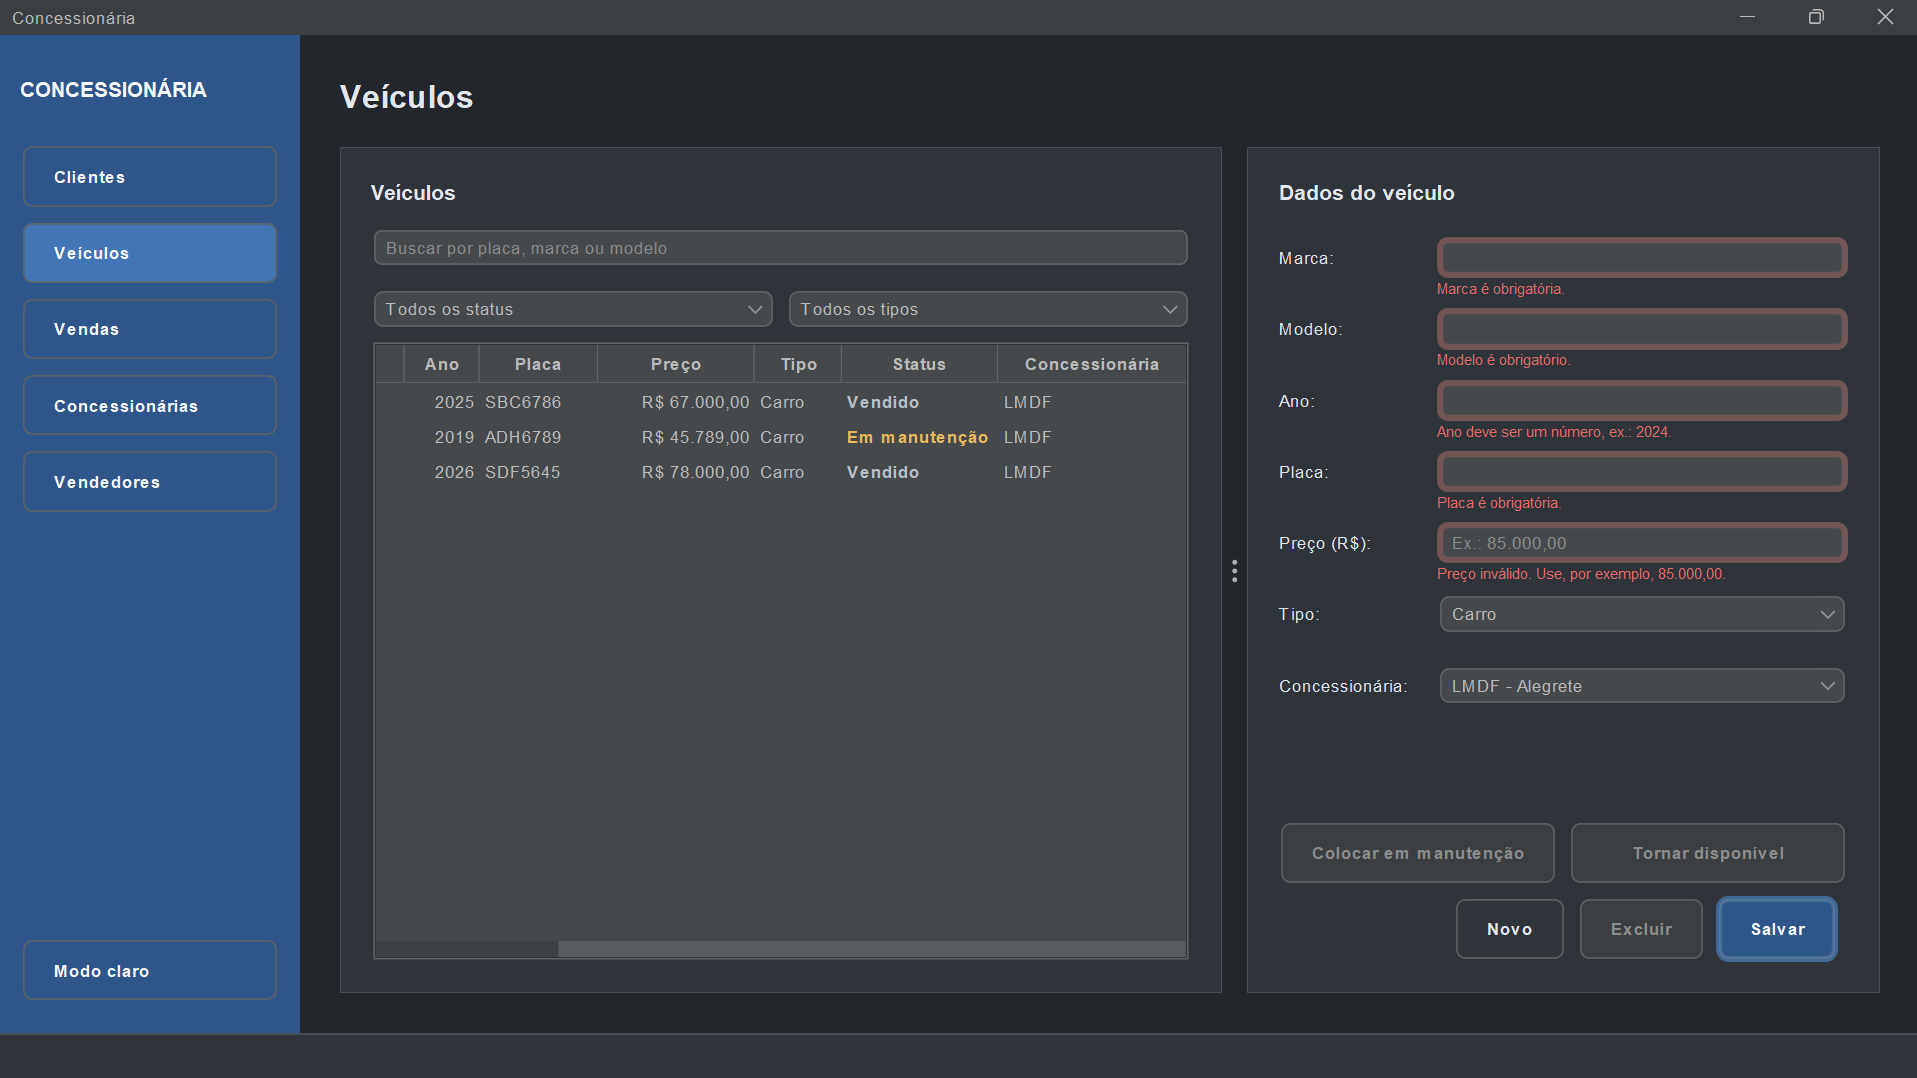 Concessionária
CONCESSIONÁRIA
Clientes
Veículos
Vendas
Concessionárias
Vendedores
Modo claro
Veículos
Veículos
Buscar por placa, marca ou modelo
Todos os status Todos os tipos
Ano Placa Preço Tipo Status Concessionária
2025 SBC6786 R$ 67.000,00 Carro Vendido LMDF
2019 ADH6789 R$ 45.789,00 Carro Em manutenção LMDF
2026 SDF5645 R$ 78.000,00 Carro Vendido LMDF
Dados do veículo
Marca:
Marca é obrigatória.
Modelo:
Modelo é obrigatório.
Ano:
Ano deve ser um número, ex.: 2024.
Placa:
Placa é obrigatória.
Preço (R$): Ex.: 85.000,00
Preço inválido. Use, por exemplo, 85.000,00.
Tipo: Carro
Concessionária: LMDF - Alegrete
Colocar em manutenção Tornar disponível
Novo Excluir Salvar